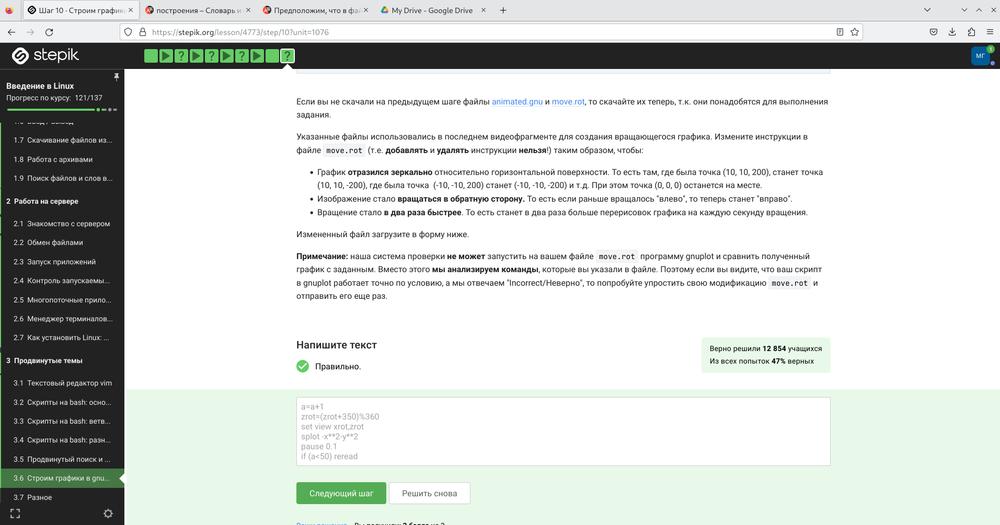 Шаг 10 · Строим график
построения – Словарь и
Предположим, что в фай
My Drive - Google Drive
https://stepik.org/lesson/4773/step/10?unit=1076
stepik
МГ
1
Введение в Linux
Прогресс по курсу: 121/137
1.7 Скачивание файлов из...
1.8 Работа с архивами
1.9 Поиск файлов и слов в...
2 Работа на сервере
2.1 Знакомство с сервером
2.2 Обмен файлами
2.3 Запуск приложений
2.4 Контроль запускаемы...
2.5 Многопоточные прило...
2.6 Менеджер терминалов...
2.7 Как установить Linux: ...
3 Продвинутые темы
3.1 Текстовый редактор vim
3.2 Скрипты на bash: осно...
3.3 Скрипты на bash: ветв...
3.4 Скрипты на bash: разн...
3.5 Продвинутый поиск и ...
3.6 Строим графики в gnu...
3.7 Разное
Если вы не скачали на предыдущем шаге файлы animated.gnu и move.rot, то скачайте их теперь, т.к. они понадобятся для выполнения
задания.
Указанные файлы использовались в последнем видеофрагменте для создания вращающегося графика. Измените инструкции в
файле move.rot (т.е. добавлять и удалять инструкции нельзя!) таким образом, чтобы:
• График отразился зеркально относительно горизонтальной поверхности. То есть там, где была точка (10, 10, 200), станет точка
(10, 10, -200), где была точка (-10, -10, 200) станет (-10, -10, -200) и т.д. При этом точка (0, 0, 0) останется на месте.
• Изображение стало вращаться в обратную сторону. То есть если раньше вращалось "влево", то теперь станет "вправо".
• Вращение стало в два раза быстрее. То есть станет в два раза больше перерисовок графика на каждую секунду вращения.
Измененный файл загрузите в форму ниже.
Примечание: наша система проверки не может запустить на вашем файле move.rot программу gnuplot и сравнить полученный
график с заданным. Вместо этого мы анализируем команды, которые вы указали в файле. Поэтому если вы видите, что ваш скрипт
в gnuplot работает точно по условию, а мы отвечаем "Incorrect/Неверно", то попробуйте упростить свою модификацию move.rot и
отправить его еще раз.
Напишите текст
Правильно.
Верно решили 12 854 учащихся
Из всех попыток 47% верных
a=a+1
zrot=(zrot+350)%360
set view xrot,zrot
splot -x**2-y**2
pause 0.1
if (a<50) reread
Следующий шаг
Решить снова